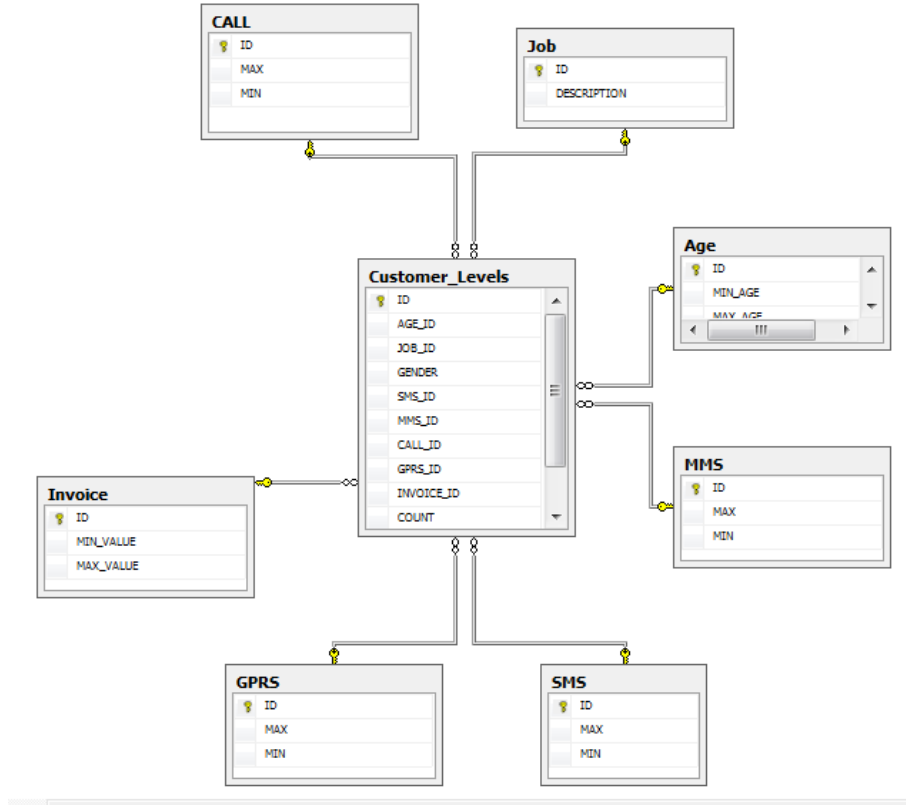 CALL
ID
MAX
MIN
Job
ID
DESCRIPTION
Age
ID
MIN_AGE
MAX_AGE
Customer_Levels
ID
AGE_ID
JOB_ID
GENDER
SMS_ID
MMS_ID
CALL_ID
GPRS_ID
INVOICE_ID
COUNT
MMS
ID
MAX
MIN
Invoice
ID
MIN_VALUE
MAX_VALUE
GPRS
ID
MAX
MIN
SMS
ID
MAX
MIN